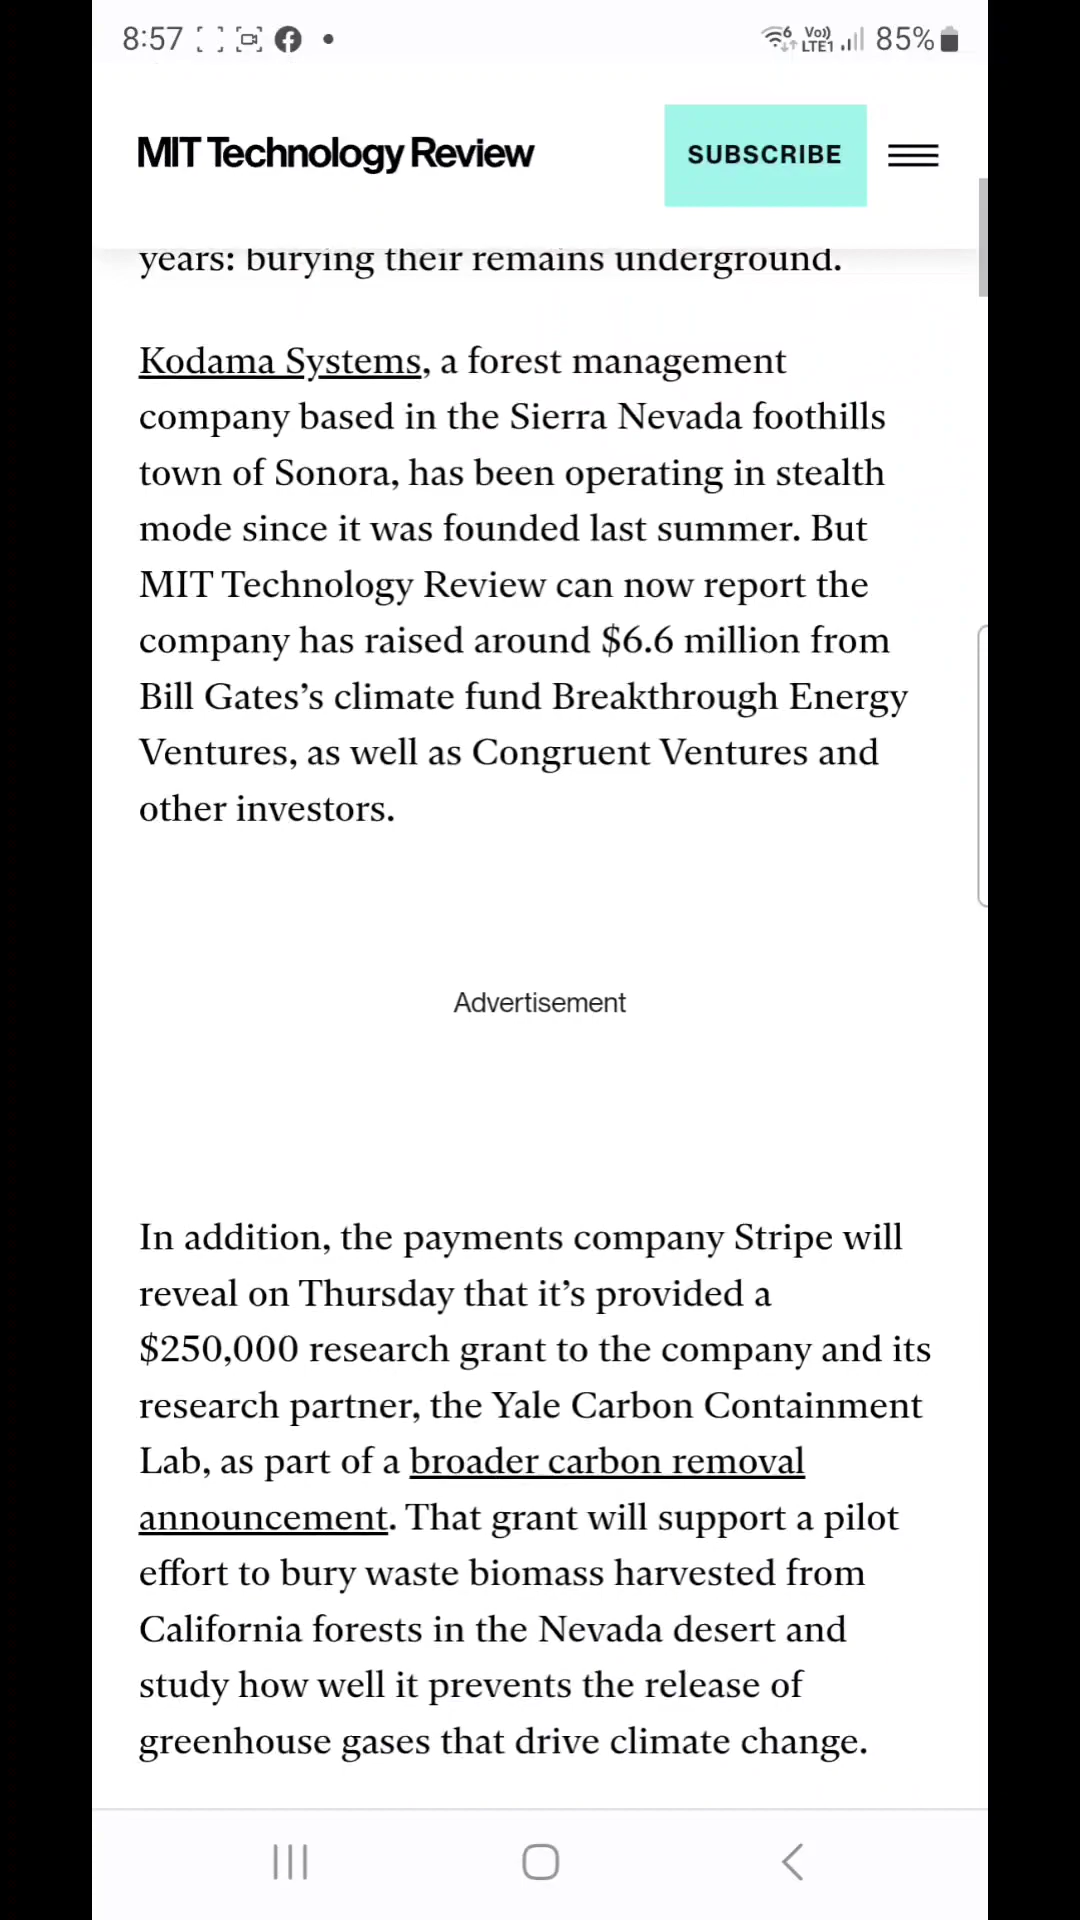 8:57
6 Vo)) LTE1 85%
MIT Technology Review
SUBSCRIBE
years: burying their remains underground.
Kodama Systems, a forest management
company based in the Sierra Nevada foothills
town of Sonora, has been operating in stealth
mode since it was founded last summer. But
MIT Technology Review can now report the
company has raised around $6.6 million from
Bill Gates’s climate fund Breakthrough Energy
Ventures, as well as Congruent Ventures and
other investors.
Advertisement
In addition, the payments company Stripe will
reveal on Thursday that it’s provided a
$250,000 research grant to the company and its
research partner, the Yale Carbon Containment
Lab, as part of a broader carbon removal
announcement. That grant will support a pilot
effort to bury waste biomass harvested from
California forests in the Nevada desert and
study how well it prevents the release of
greenhouse gases that drive climate change.